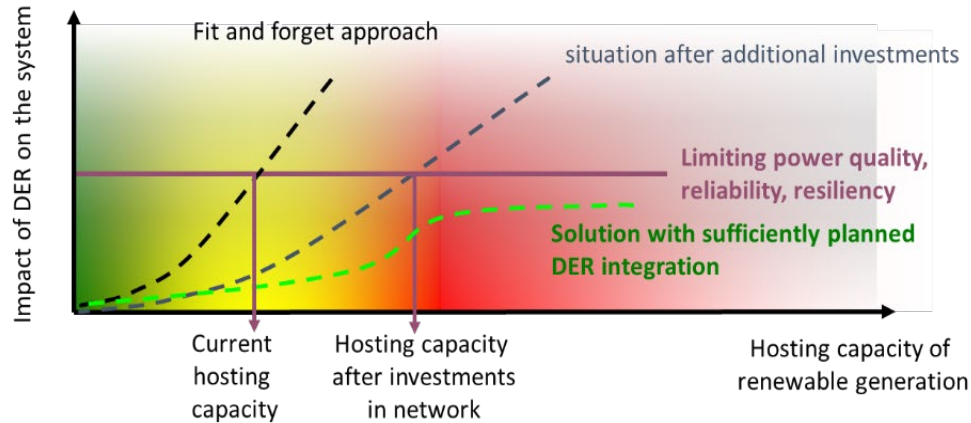 Impact of DER on the system
Fit and forget approach
situation after additional investments
Limiting power quality,
reliability, resiliency
Solution with sufficiently planned
DER integration
Current
hosting
capacity
Hosting capacity
after investments
in network
Hosting capacity of
renewable generation